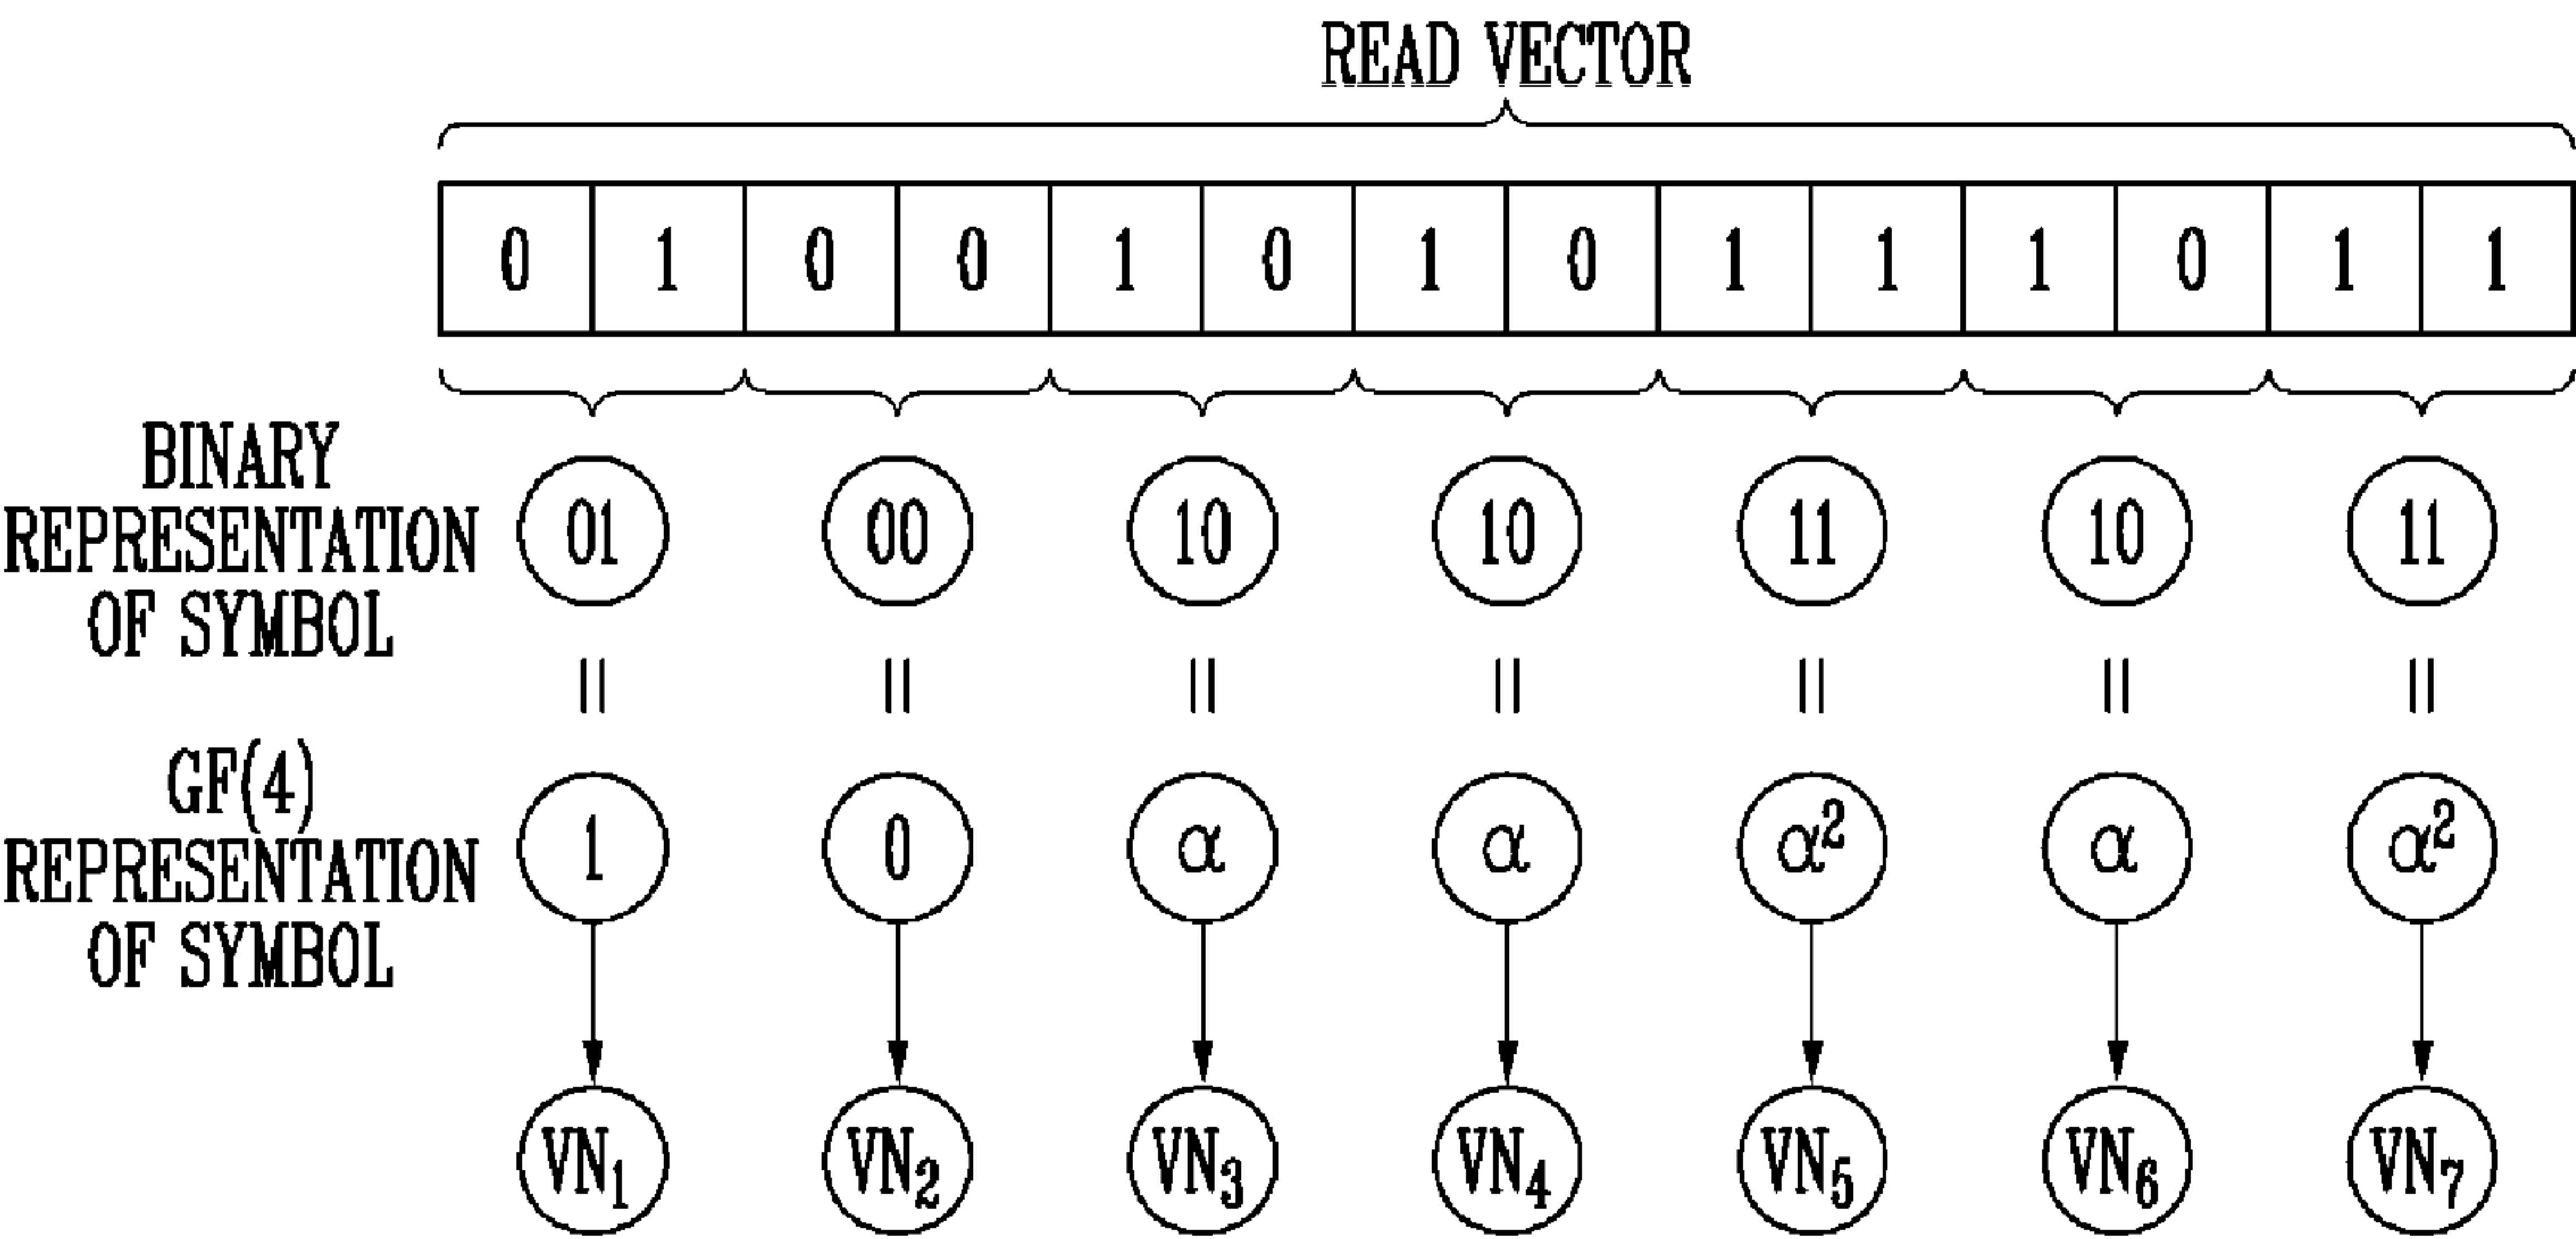 READ VECTOR
0 1 0 0 1 0 1 0 1 1 1 0 1 1
BINARY
REPRESENTATION
OF SYMBOL
01 00 10 10 11 10 11
= = = = = = =
GF(4)
REPRESENTATION
OF SYMBOL
1 0 α α α² α α²
VN₁ VN₂ VN₃ VN₄ VN₅ VN₆ VN₇